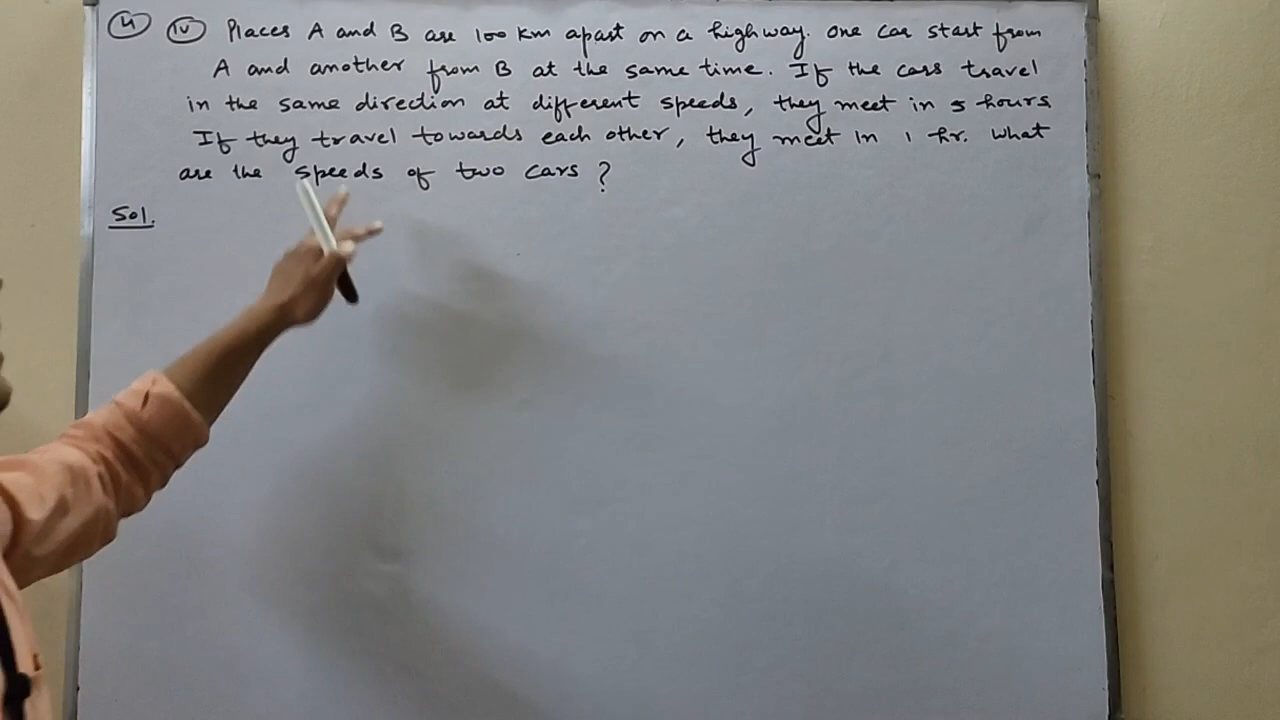 4 iv Places A and B are 100 km apart on a highway. one car start from
A and another from B at the same time. If the cars travel
in the same direction at different speeds, they meet in 5 hours
If they travel towards each other, they meet in 1 hr. what
are the speeds of two cars ?
Sol.